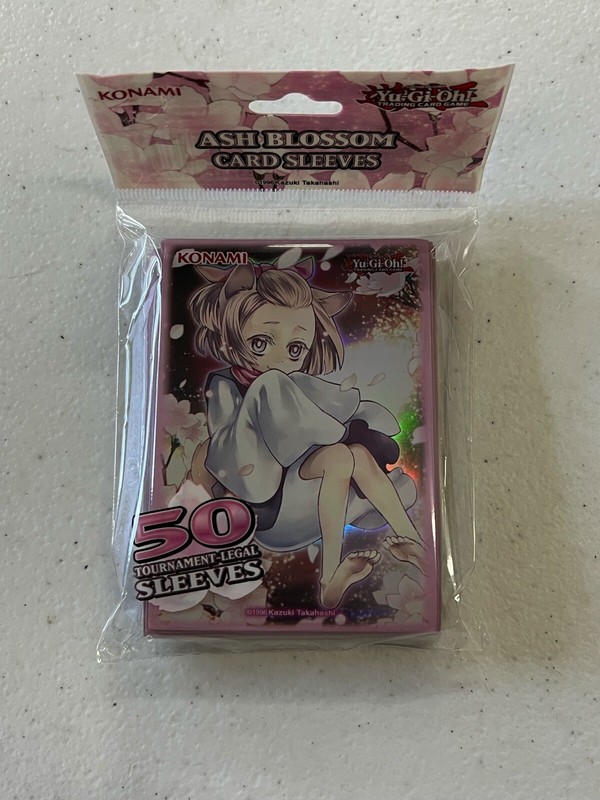 KONAMI
Yu-Gi-Oh!
TRADING CARD GAME
ASH BLOSSOM
CARD SLEEVES
©1996 Kazuki Takahashi
KONAMI
Yu-Gi-Oh!
TRADING CARD GAME
50
TOURNAMENT-LEGAL
SLEEVES
©1996 Kazuki Takahashi